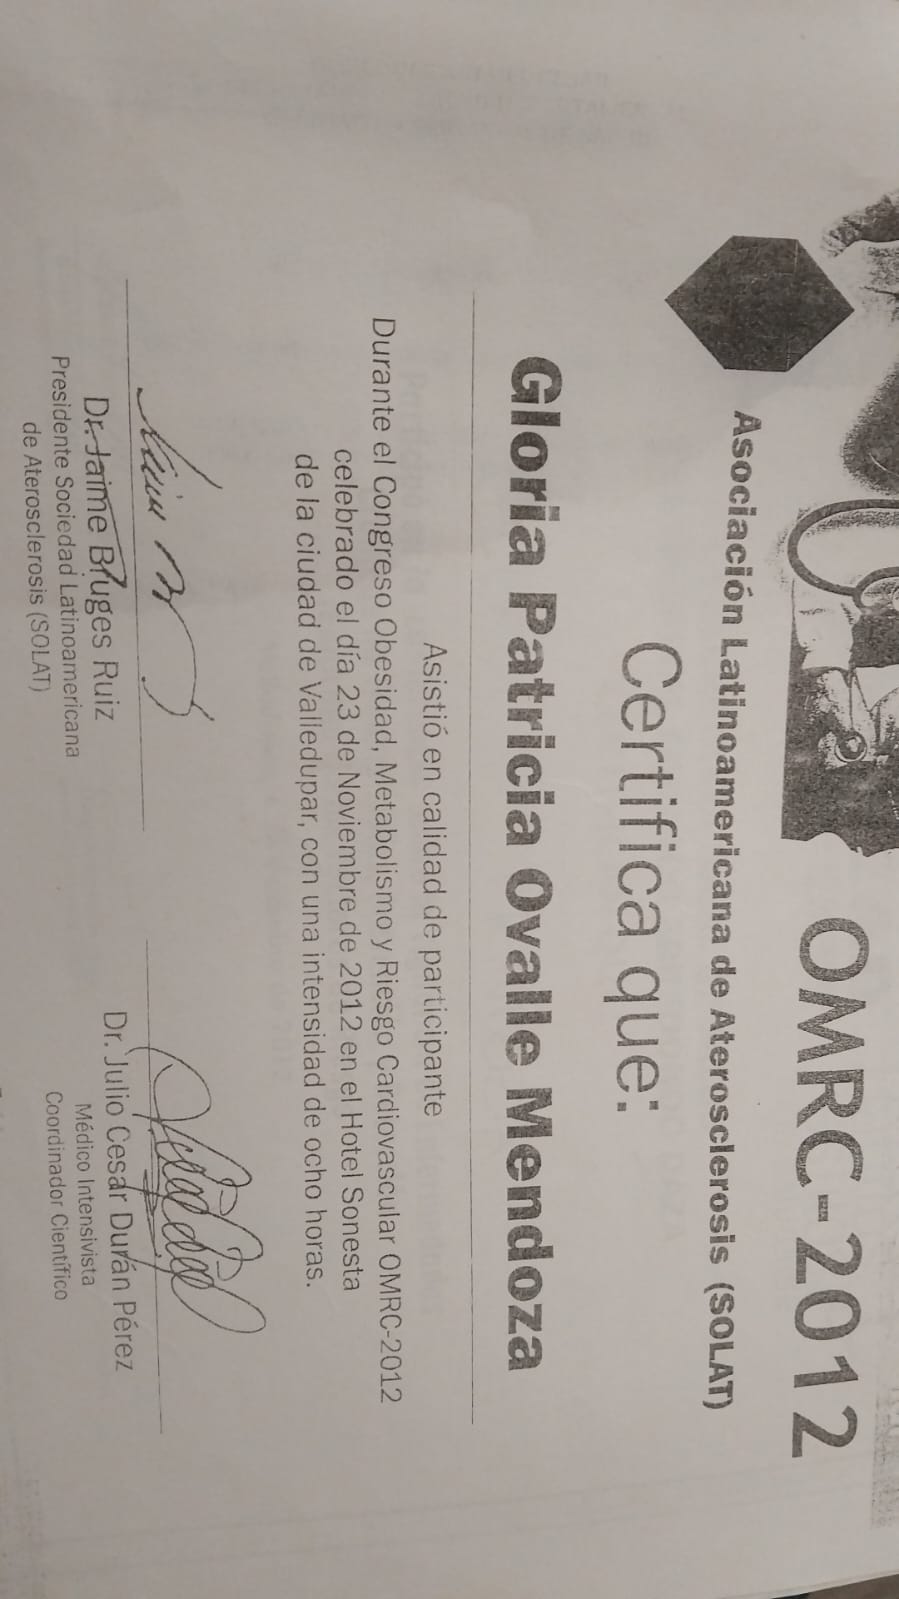 OMRC-2012
Asociación Latinoamericana de Aterosclerosis (SOLAT)
Certifica que:
Gloria Patricia Ovalle Mendoza
Asistió en calidad de participante
Durante el Congreso Obesidad, Metabolismo y Riesgo Cardiovascular OMRC-2012
celebrado el día 23 de Noviembre de 2012 en el Hotel Sonesta
de la ciudad de Valledupar, con una intensidad de ocho horas.
Dr. Jaime Bruges Ruiz
Presidente Sociedad Latinoamericana
de Aterosclerosis (SOLAT)
Dr. Julio Cesar Durán Pérez
Médico Intensivista
Coordinador Científico